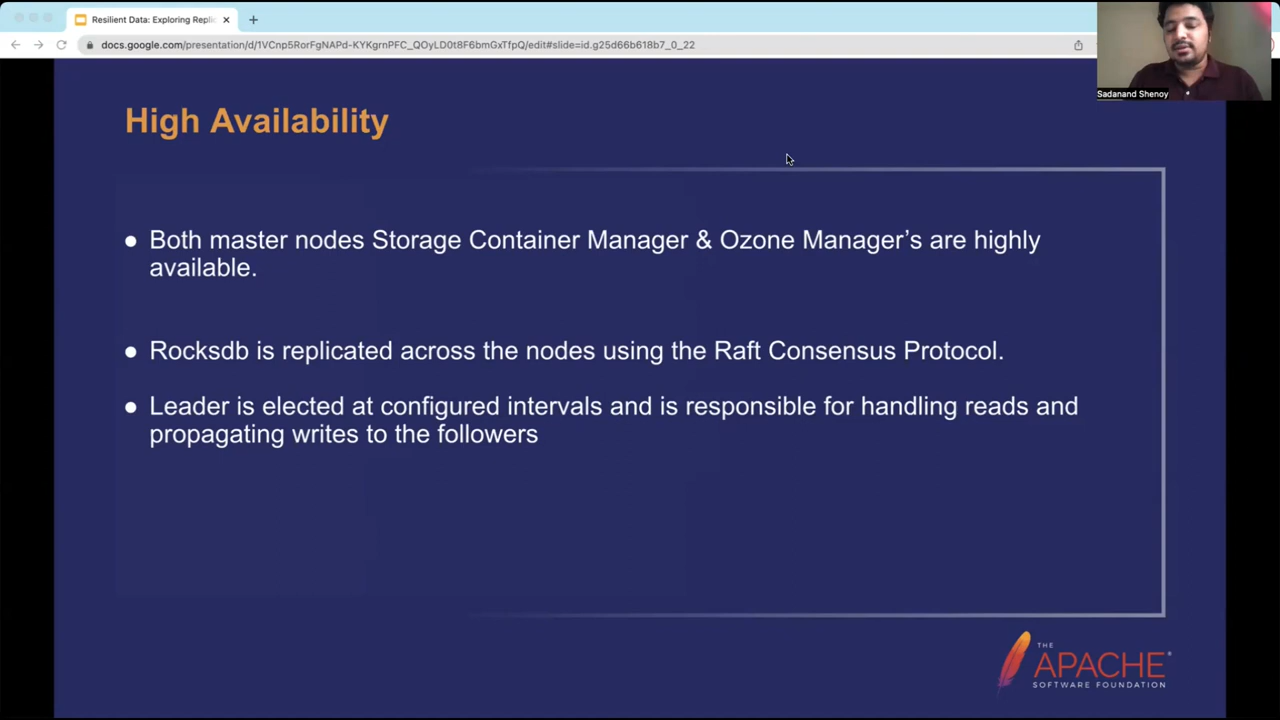 Resilient Data: Exploring Replic
docs.google.com/presentation/d/1VCnp5RorFgNAPd-KYKgrnPFC_QOyLD0t8F6bmGxTfpQ/edit#slide=id.g25d66b618b7_0_22
Sadanand Shenoy
High Availability
● Both master nodes Storage Container Manager & Ozone Manager’s are highly
available.
● Rocksdb is replicated across the nodes using the Raft Consensus Protocol.
● Leader is elected at configured intervals and is responsible for handling reads and
propagating writes to the followers
THE
APACHE®
SOFTWARE FOUNDATION